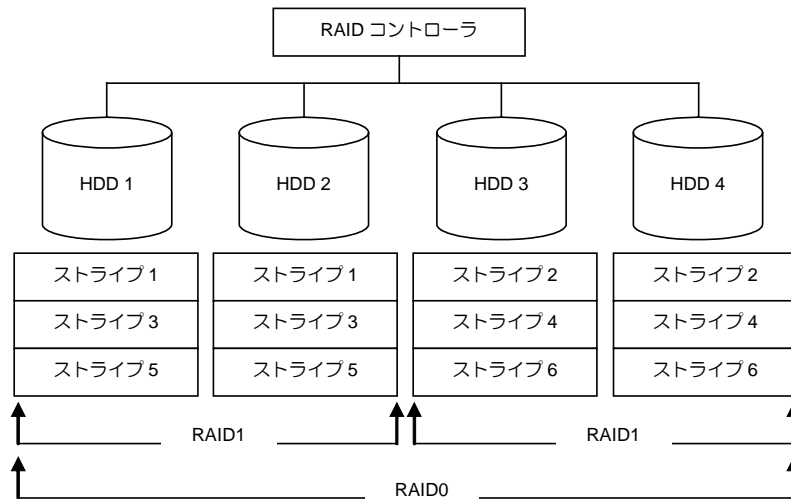 RAID コントローラ
HDD 1 HDD 2 HDD 3 HDD 4
ストライプ 1 ストライプ 1 ストライプ 2 ストライプ 2
ストライプ 3 ストライプ 3 ストライプ 4 ストライプ 4
ストライプ 5 ストライプ 5 ストライプ 6 ストライプ 6
RAID1 RAID1
RAID0